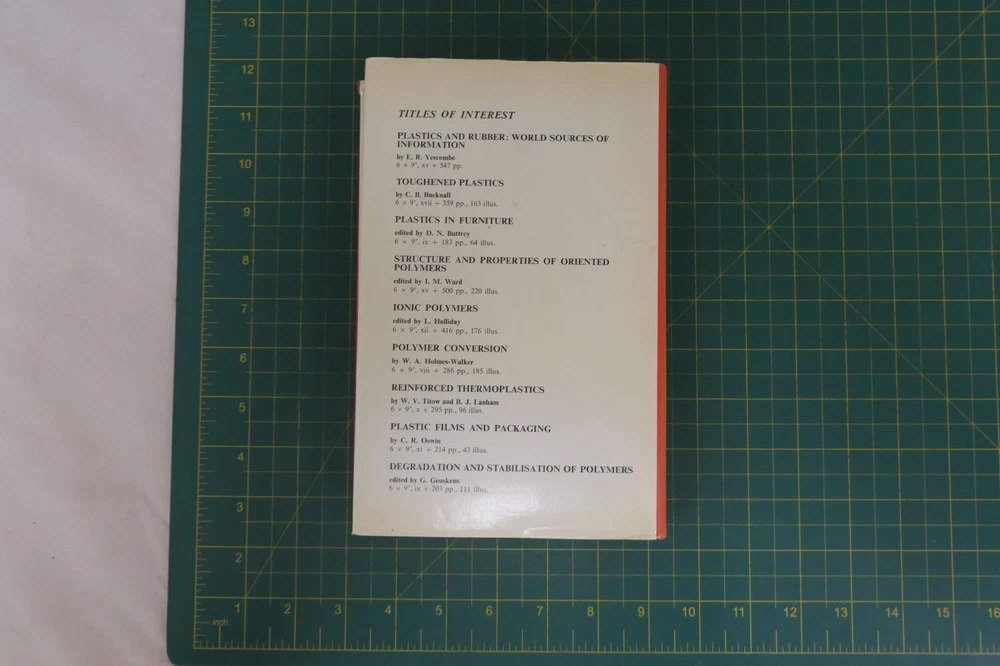 TITLES OF INTEREST
PLASTICS AND RUBBER: WORLD SOURCES OF
INFORMATION
by E. R. Yescombe
6 × 9", xv + 547 pp.
TOUGHENED PLASTICS
by C. B. Bucknall
6 × 9", xvii + 359 pp., 163 illus.
PLASTICS IN FURNITURE
edited by D. N. Buttrey
6 × 9", ix + 183 pp., 64 illus.
STRUCTURE AND PROPERTIES OF ORIENTED
POLYMERS
edited by I. M. Ward
6 × 9", xv + 500 pp., 220 illus.
IONIC POLYMERS
edited by L. Holliday
6 × 9", xii + 416 pp., 176 illus.
POLYMER CONVERSION
by W. A. Holmes-Walker
6 × 9", viii + 286 pp., 185 illus.
REINFORCED THERMOPLASTICS
by W. V. Titow and B. J. Lanham
6 × 9", x + 295 pp., 96 illus.
PLASTIC FILMS AND PACKAGING
by C. R. Oswin
6 × 9", xi + 214 pp., 43 illus.
DEGRADATION AND STABILISATION OF POLYMERS
edited by G. Geuskens
6 × 9", ix + 203 pp., 111 illus.
13
12
11
10
9
8
7
6
5
4
3
2
1 2 3 4 5 6 7 8 9 10 11 12 13 14 15 16
inch